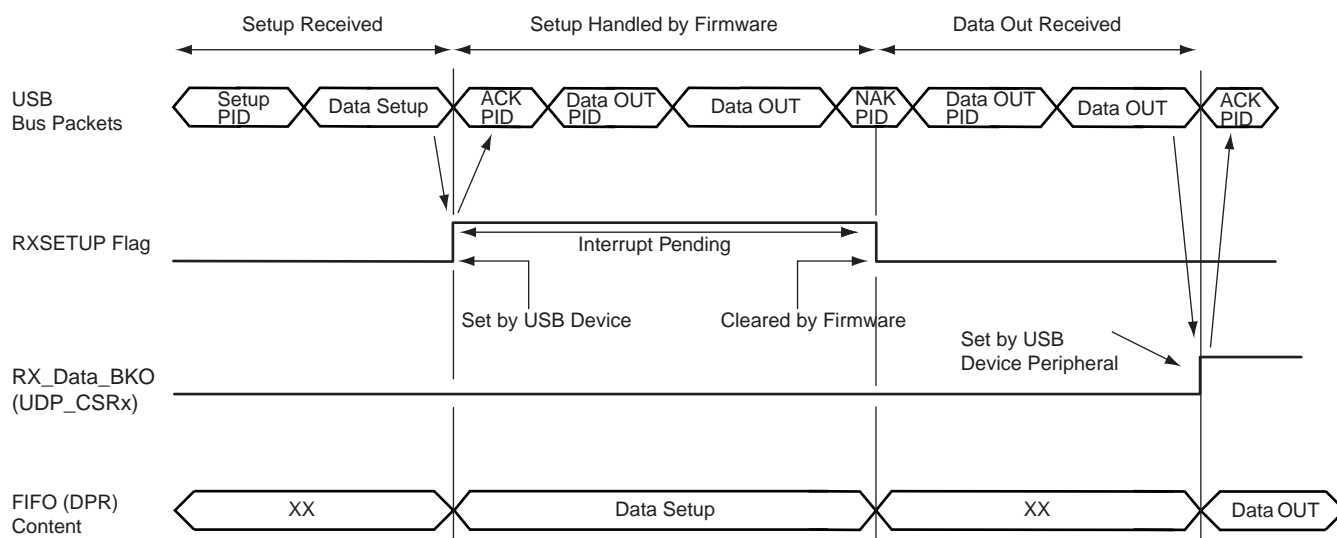 Setup Received
Setup Handled by Firmware
Data Out Received
USB
Bus Packets
Setup
PID
Data Setup
ACK
PID
Data OUT
PID
Data OUT
NAK
PID
Data OUT
PID
Data OUT
ACK
PID
RXSETUP Flag
Interrupt Pending
Set by USB Device
Cleared by Firmware
Set by USB
Device Peripheral
RX_Data_BKO
(UDP_CSRx)
FIFO (DPR)
Content
XX
Data Setup
XX
Data OUT